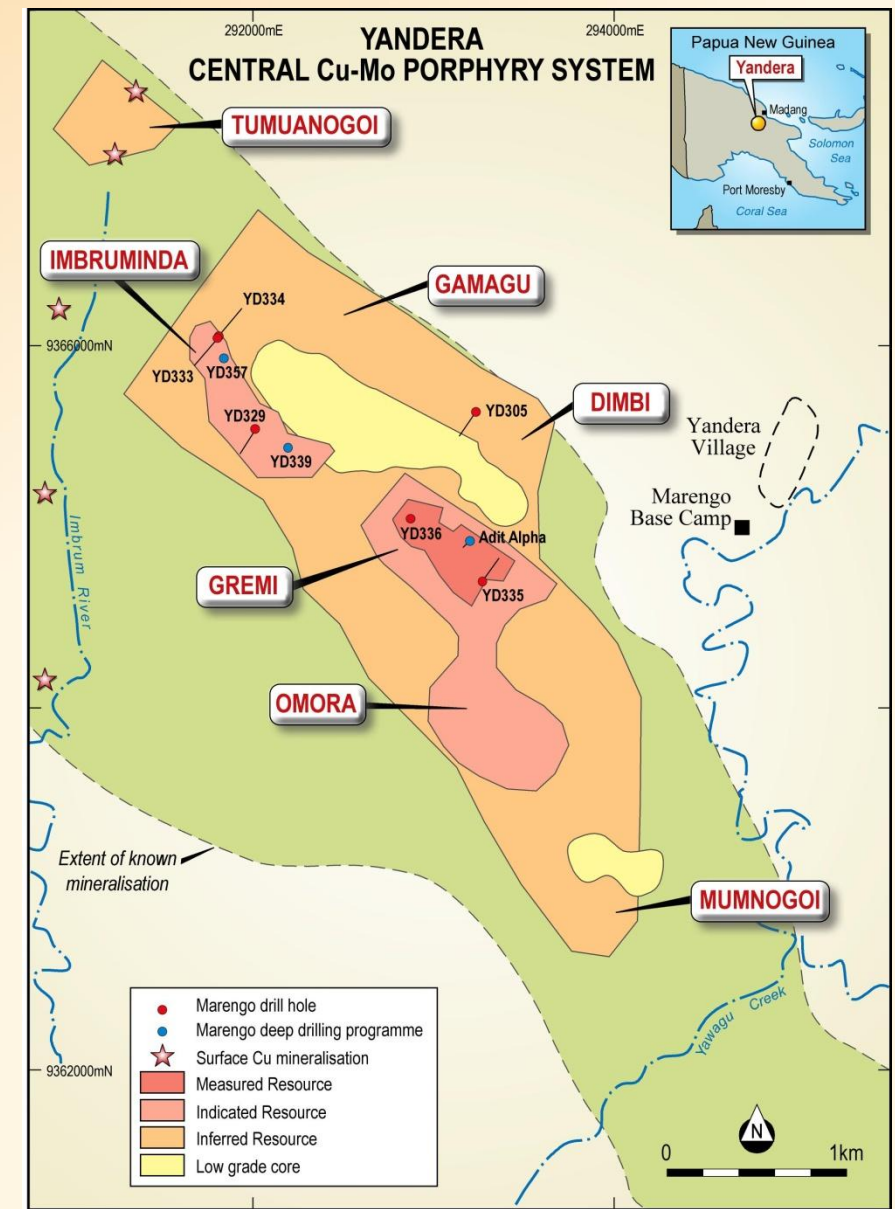 292000mE
294000mE
YANDERA
CENTRAL Cu-Mo PORPHYRY SYSTEM
Papua New Guinea
Yandera
Madang
Solomon
Sea
Port Moresby
Coral Sea
TUMUANOGOI
IMBRUMINDA
GAMAGU
YD334
9366000mN
YD333
YD357
YD329
YD305
DIMBI
YD339
Yandera
Village
Marengo
Base Camp
YD336
Adit Alpha
GREMI
YD335
Imbrum River
OMORA
Extent of known
mineralisation
MUMNOGOI
Yawagu Creek
Marengo drill hole
Marengo deep drilling programme
Surface Cu mineralisation
9362000mN
Measured Resource
Indicated Resource
Inferred Resource
Low grade core
N
0
1km